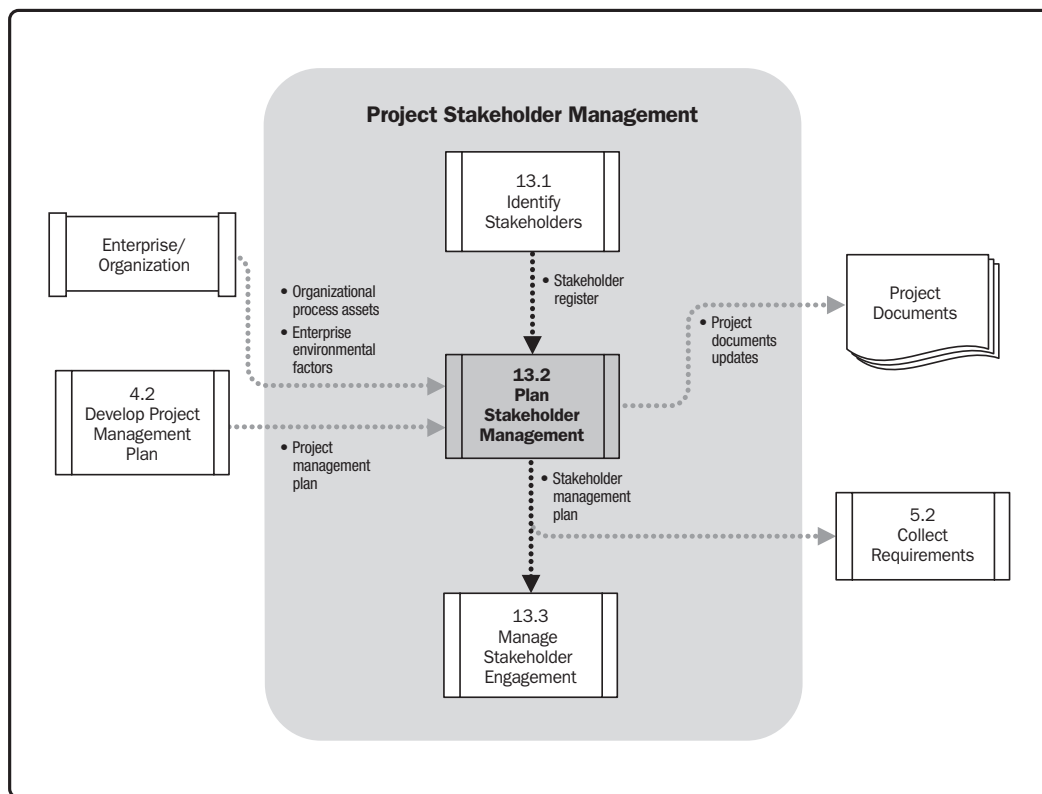 Project Stakeholder Management
13.1
Identify
Stakeholders
Enterprise/
Organization
• Organizational
process assets
• Enterprise
environmental
factors
• Stakeholder
register
• Project
documents
updates
Project
Documents
4.2
Develop Project
Management
Plan
13.2
Plan
Stakeholder
Management
• Project
management
plan
• Stakeholder
management
plan
5.2
Collect
Requirements
13.3
Manage
Stakeholder
Engagement